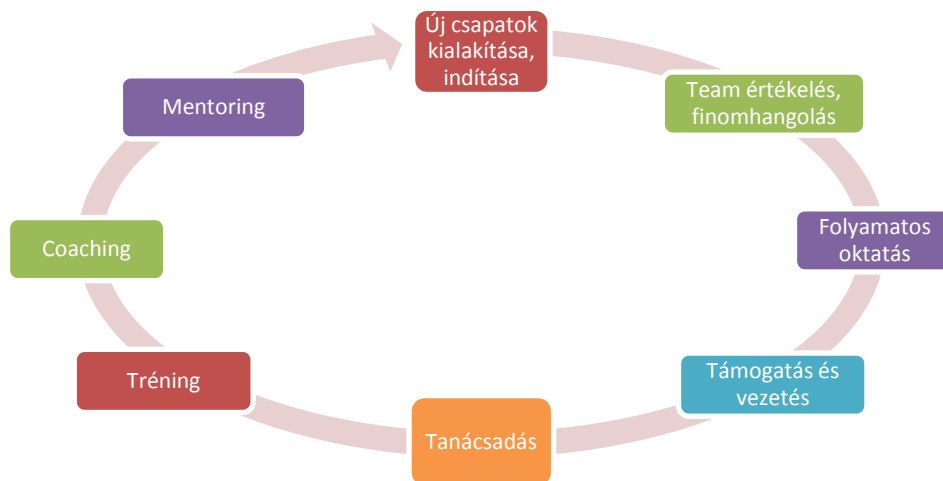 Új csapatok
kialakítása,
indítása
Team értékelés,
finomhangolás
Folyamatos
oktatás
Támogatás és
vezetés
Tanácsadás
Tréning
Coaching
Mentoring